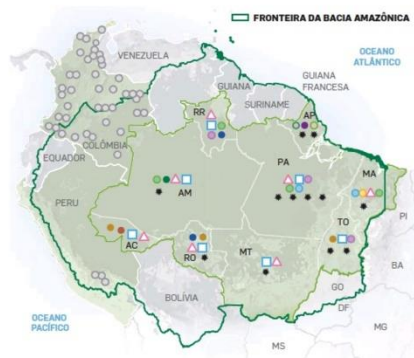 FRONTEIRA DA BACIA AMAZÔNICA
VENEZUELA
OCEANO
ATLÂNTICO
GUIANA
GUIANA
FRANCESA
SURINAME
COLÔMBIA
RR
AP
EQUADOR
PERU
AM
PA
MA
PI
AC
RO
MT
TO
BA
BOLÍVIA
GO
DF
MG
MS
OCEANO
PACÍFICO